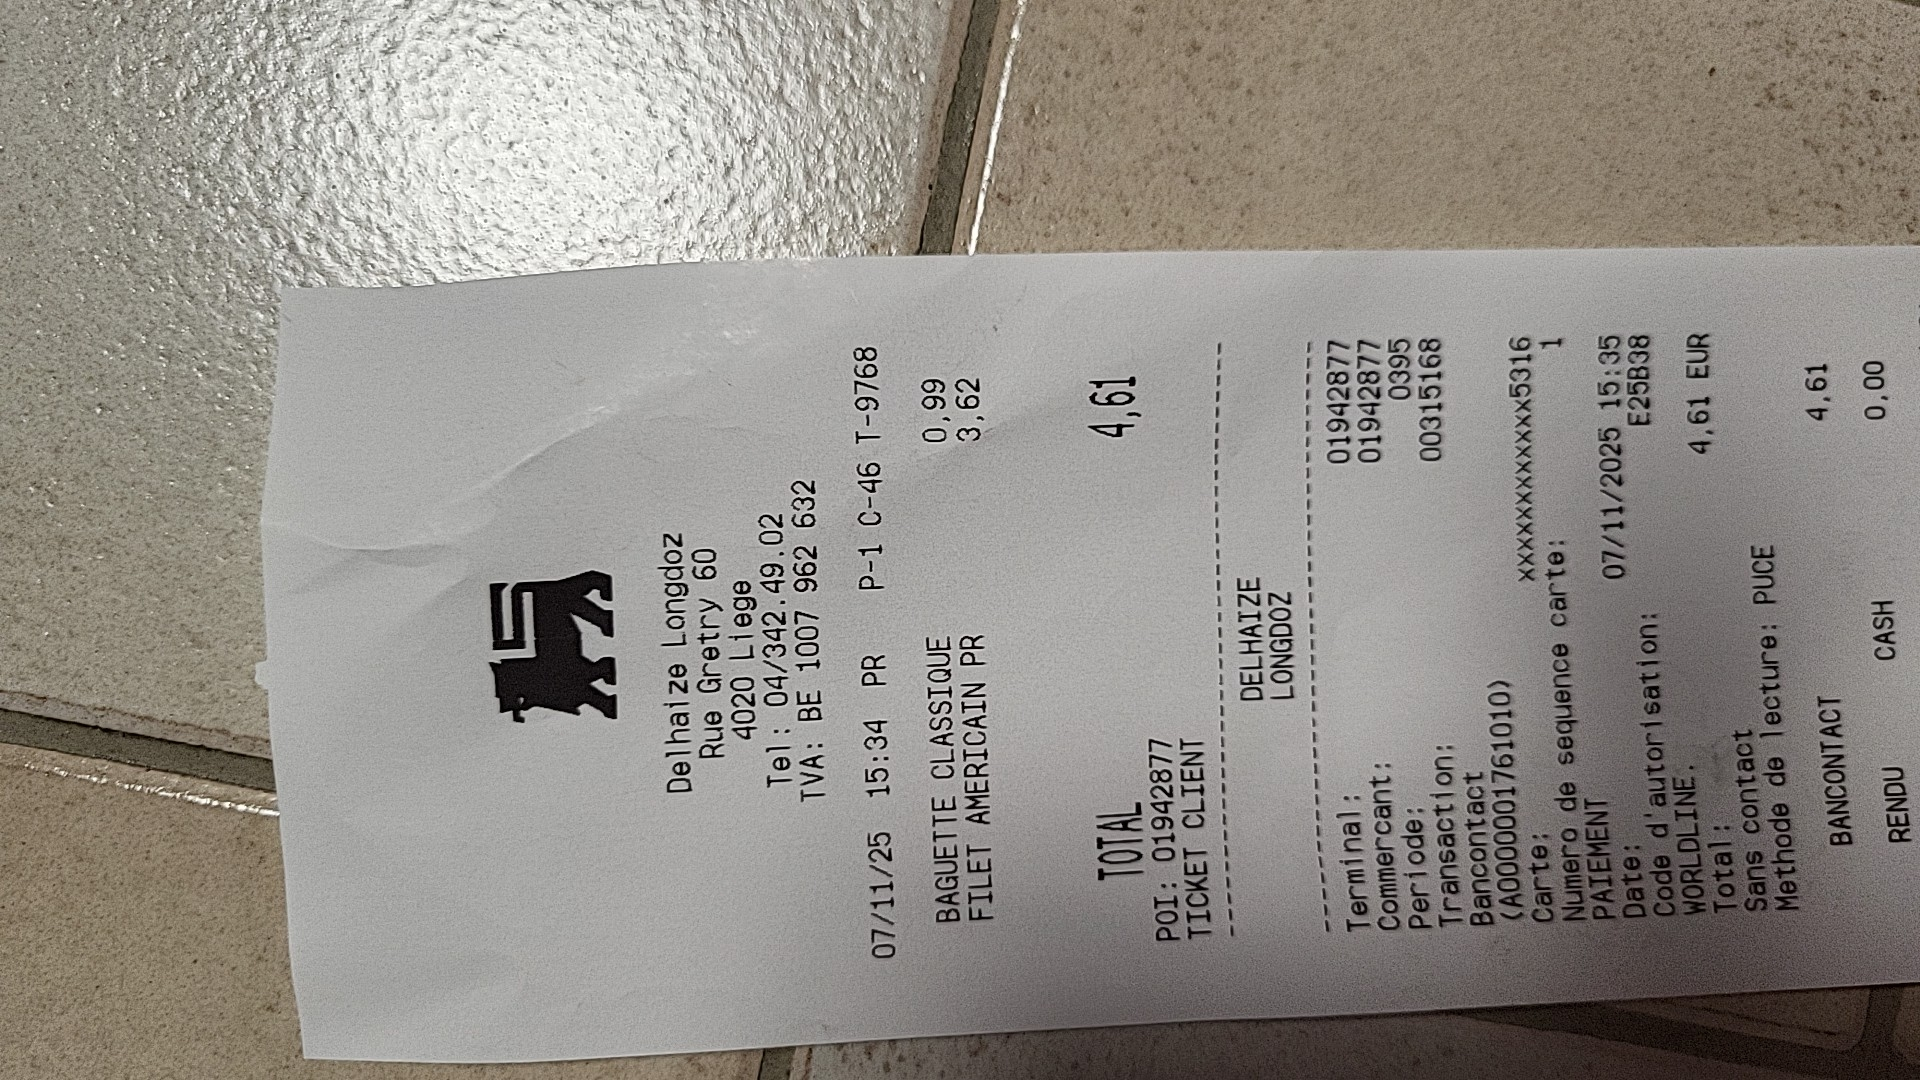 Delhaize Longdoz
Rue Gretry 60
4020 Liege
Tel: 04/342.49.02
TVA: BE 1007 962 632
07/11/25 15:34 PR P-1 C-46 T-9768
BAGUETTE CLASSIQUE 0,99
FILET AMERICAIN PR 3,62
TOTAL 4,61
POI: 01942877
TICKET CLIENT
DELHAIZE
LONGDOZ
Terminal: 01942877
Commercant: 01942877
Periode: 0395
Transaction: 00315168
Bancontact
(A0000001761010)
Carte: xxxxxxxxxxxxx5316
Numero de sequence carte: 1
PAIEMENT
Date: 07/11/2025 15:35
Code d'autorisation: E25B38
WORLDLINE.
Total: 4,61 EUR
Sans contact
Methode de lecture: PUCE
BANCONTACT 4,61
RENDU CASH 0,00